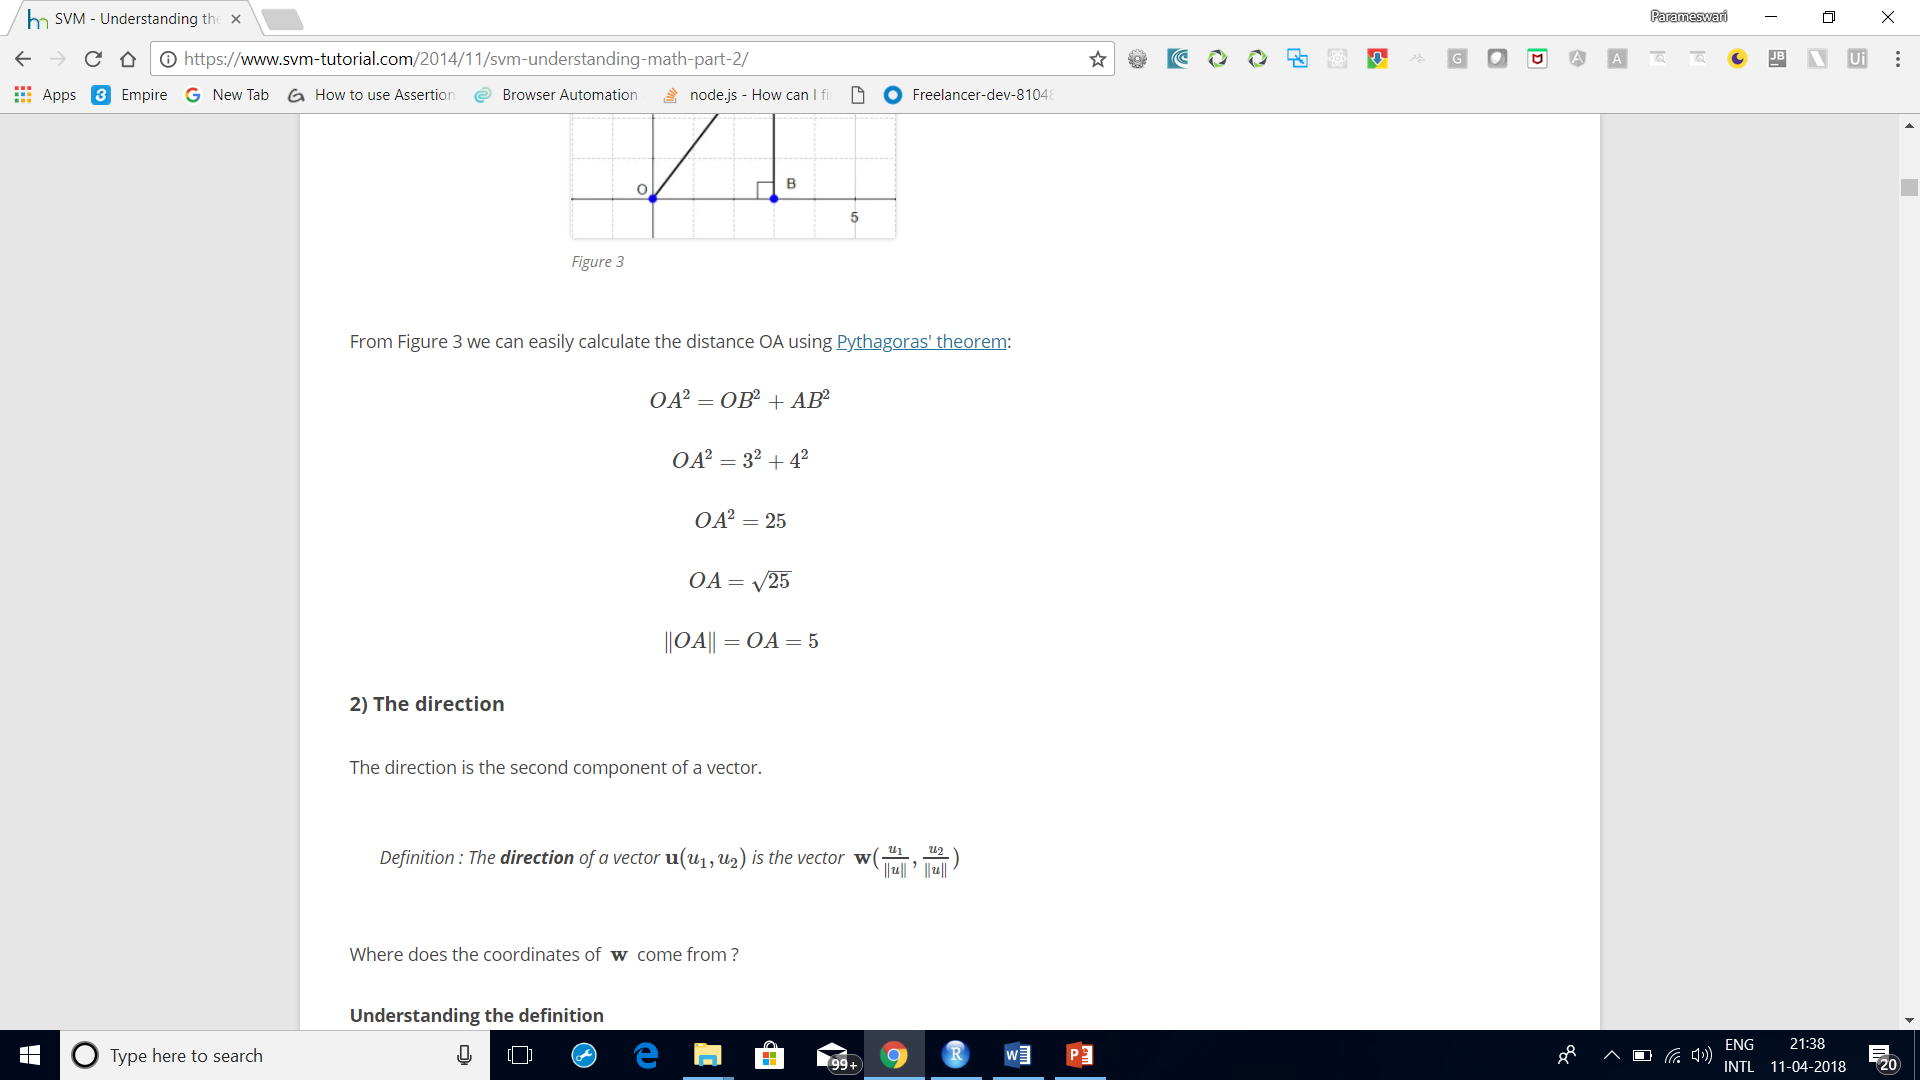 SVM - Understanding the
Parameswari
https://www.svm-tutorial.com/2014/11/svm-understanding-math-part-2/
Apps Empire New Tab How to use Assertion Browser Automation node.js - How can I fi Freelancer-dev-81048
O
B
5
Figure 3
From Figure 3 we can easily calculate the distance OA using Pythagoras' theorem:
OA² = OB² + AB²
OA² = 3² + 4²
OA² = 25
OA = √25
‖OA‖ = OA = 5
2) The direction
The direction is the second component of a vector.
Definition : The direction of a vector u(u₁, u₂) is the vector w(u₁/‖u‖, u₂/‖u‖)
Where does the coordinates of w come from ?
Understanding the definition
Type here to search
99+
ENG
INTL
21:38
11-04-2018
20